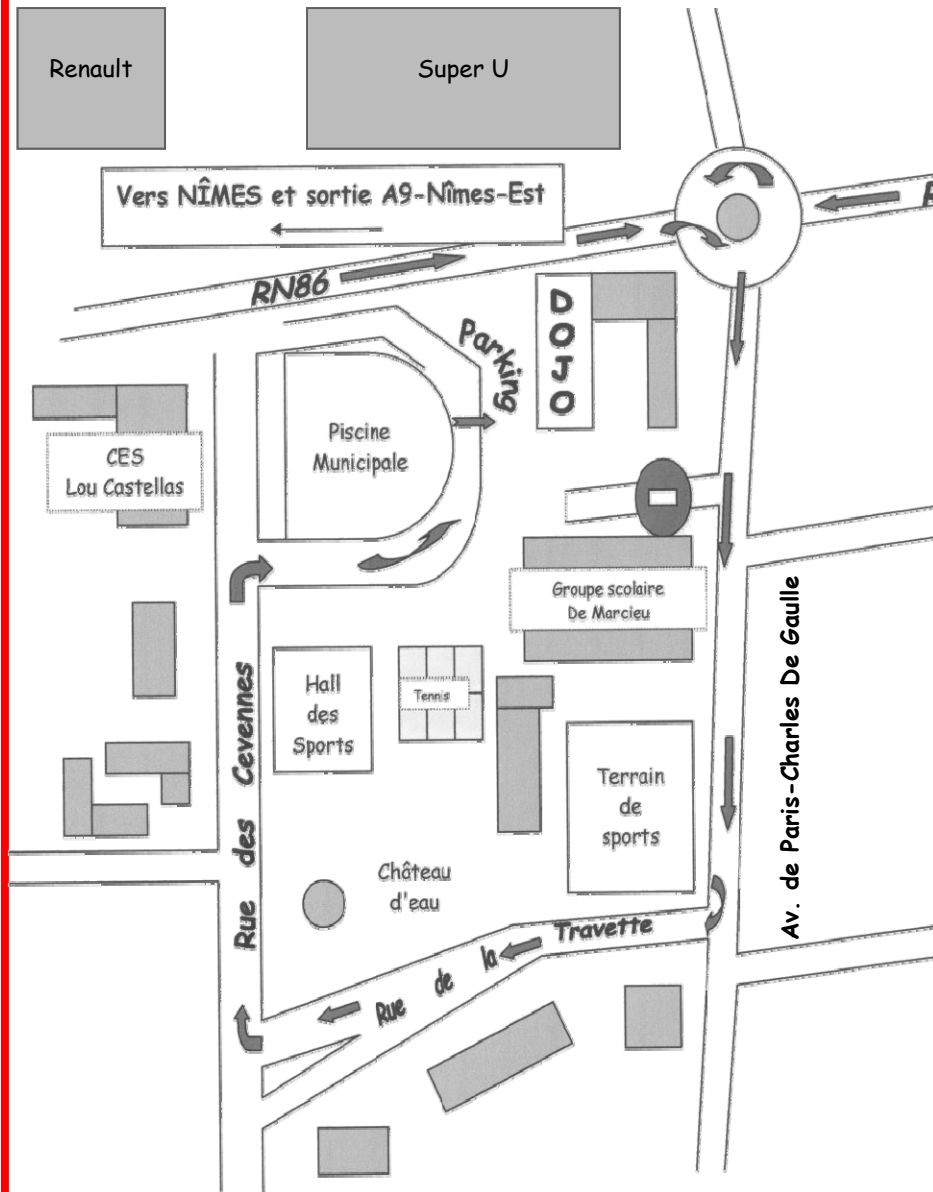 Renault
Super U
Vers NÎMES et sortie A9-Nîmes-Est
RN86
Parking
DOJO
Piscine
Municipale
CES
Lou Castellas
Groupe scolaire
De Marcieu
Av. de Paris-Charles De Gaulle
Rue des Cevennes
Hall
des
Sports
Tennis
Terrain
de
sports
Château
d'eau
Rue de la Travette